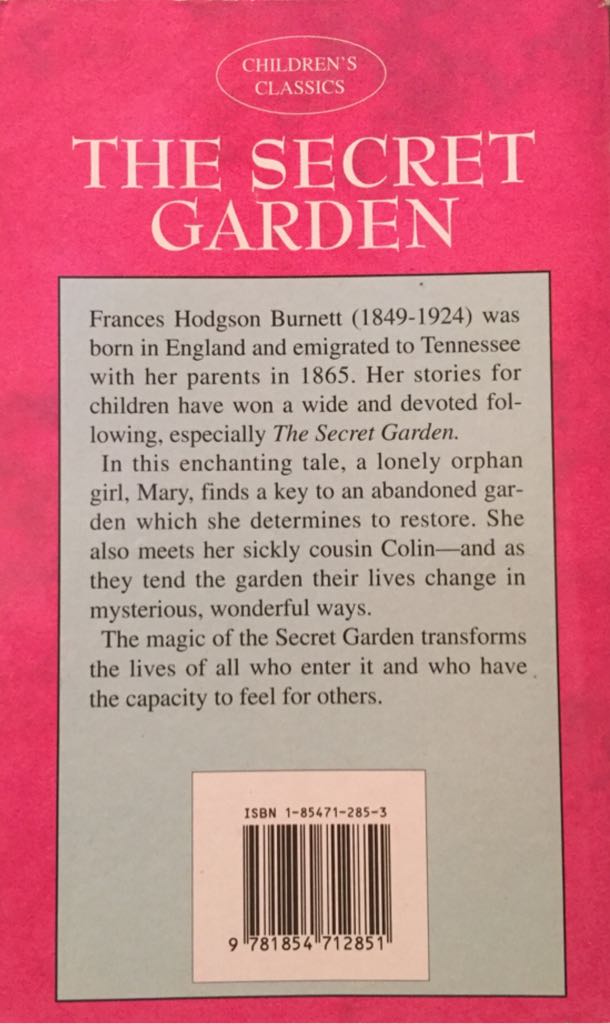 CHILDREN'S
CLASSICS
THE SECRET
GARDEN
Frances Hodgson Burnett (1849-1924) was
born in England and emigrated to Tennessee
with her parents in 1865. Her stories for
children have won a wide and devoted fol-
lowing, especially The Secret Garden.
In this enchanting tale, a lonely orphan
girl, Mary, finds a key to an abandoned gar-
den which she determines to restore. She
also meets her sickly cousin Colin—and as
they tend the garden their lives change in
mysterious, wonderful ways.
The magic of the Secret Garden transforms
the lives of all who enter it and who have
the capacity to feel for others.
ISBN 1-85471-285-3
9 781854 712851